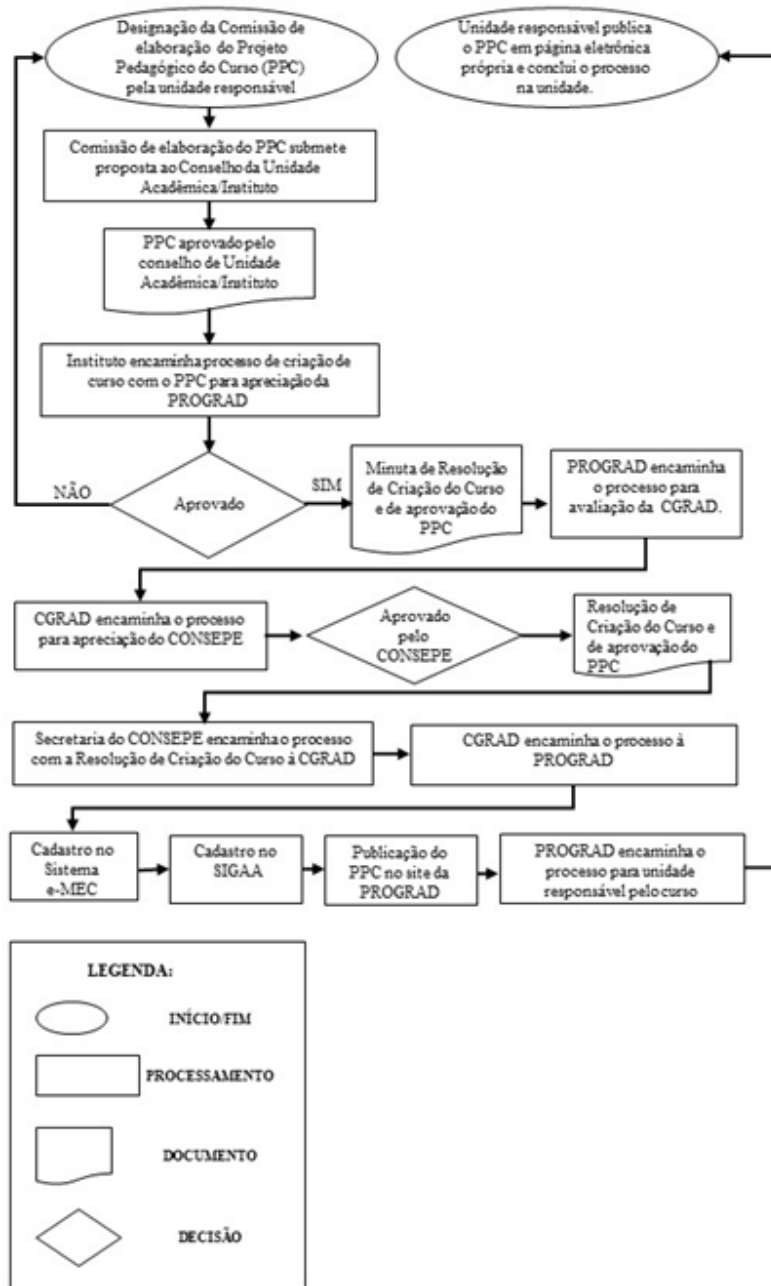 Designação da Comissão de
elaboração do Projeto
Pedagógico do Curso (PPC)
pela unidade responsável
Unidade responsável publica
o PPC em página eletrônica
própria e conclui o processo
na unidade.
Comissão de elaboração do PPC submete
proposta ao Conselho da Unidade
Acadêmica/Instituto
PPC aprovado pelo
conselho de Unidade
Acadêmica/Instituto
Instituto encaminha processo de criação de
curso com o PPC para apreciação da
PROGRAD
NÃO
Aprovado
SIM
Minuta de Resolução
de Criação do Curso
e de aprovação do
PPC
PROGRAD encaminha
o processo para
avaliação da CGRAD.
CGRAD encaminha o processo
para apreciação do CONSEPE
Aprovado
pelo
CONSEPE
Resolução de
Criação do Curso e
de aprovação do
PPC
Secretaria do CONSEPE encaminha o processo
com a Resolução de Criação do Curso à CGRAD
CGRAD encaminha o processo à
PROGRAD
Cadastro no
Sistema
e-MEC
Cadastro no
SIGAA
Publicação do
PPC no site da
PROGRAD
PROGRAD encaminha o
processo para unidade
responsável pelo curso
LEGENDA:
INÍCIO/FIM
PROCESSAMENTO
DOCUMENTO
DECISÃO